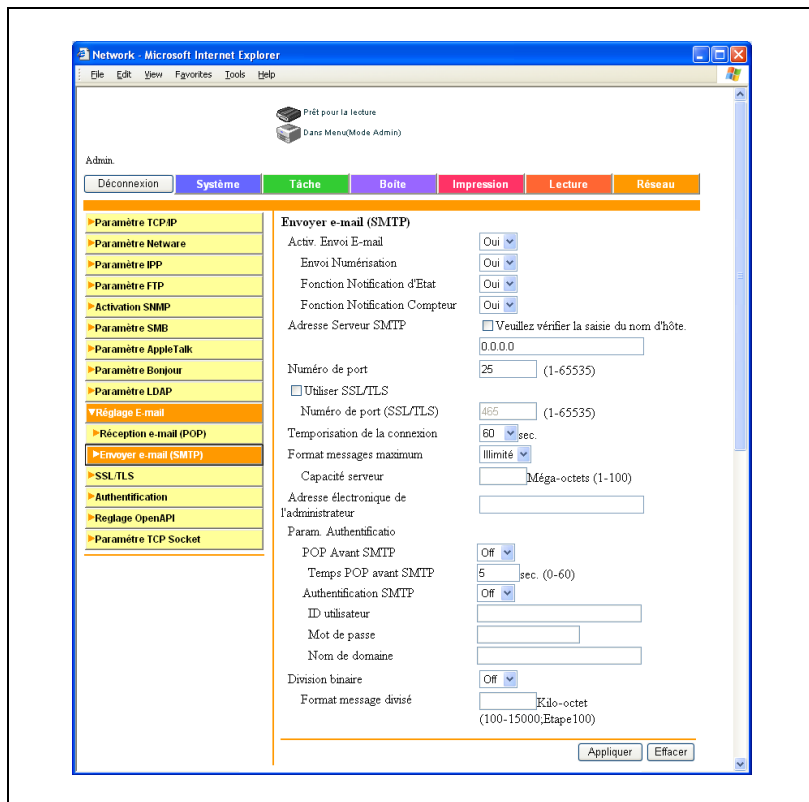 Network - Microsoft Internet Explorer
File Edit View Favorites Tools Help
Prêt pour la lecture
Dans Menu(Mode Admin)
Admin.
Déconnexion Système Tâche Boîte Impression Lecture Réseau
Paramètre TCP/IP
Paramètre Netware
Paramètre IPP
Paramètre FTP
Activation SNMP
Paramètre SMB
Paramètre AppleTalk
Paramètre Bonjour
Paramètre LDAP
Réglage E-mail
Réception e-mail (POP)
Envoyer e-mail (SMTP)
SSL/TLS
Authentification
Reglage OpenAPI
Paramétre TCP Socket
Envoyer e-mail (SMTP)
Activ. Envoi E-mail Oui
Envoi Numérisation Oui
Fonction Notification d'Etat Oui
Fonction Notification Compteur Oui
Adresse Serveur SMTP Veuillez vérifier la saisie du nom d'hôte.
0.0.0.0
Numéro de port 25 (1-65535)
Utiliser SSL/TLS
Numéro de port (SSL/TLS) 465 (1-65535)
Temporisation de la connexion 60 sec.
Format messages maximum Illimité
Capacité serveur Méga-octets (1-100)
Adresse électronique de
l'administrateur
Param. Authentificatio
POP Avant SMTP Off
Temps POP avant SMTP 5 sec. (0-60)
Authentification SMTP Off
ID utilisateur
Mot de passe
Nom de domaine
Division binaire Off
Format message divisé Kilo-octet
(100-15000;Etape100)
Appliquer Effacer